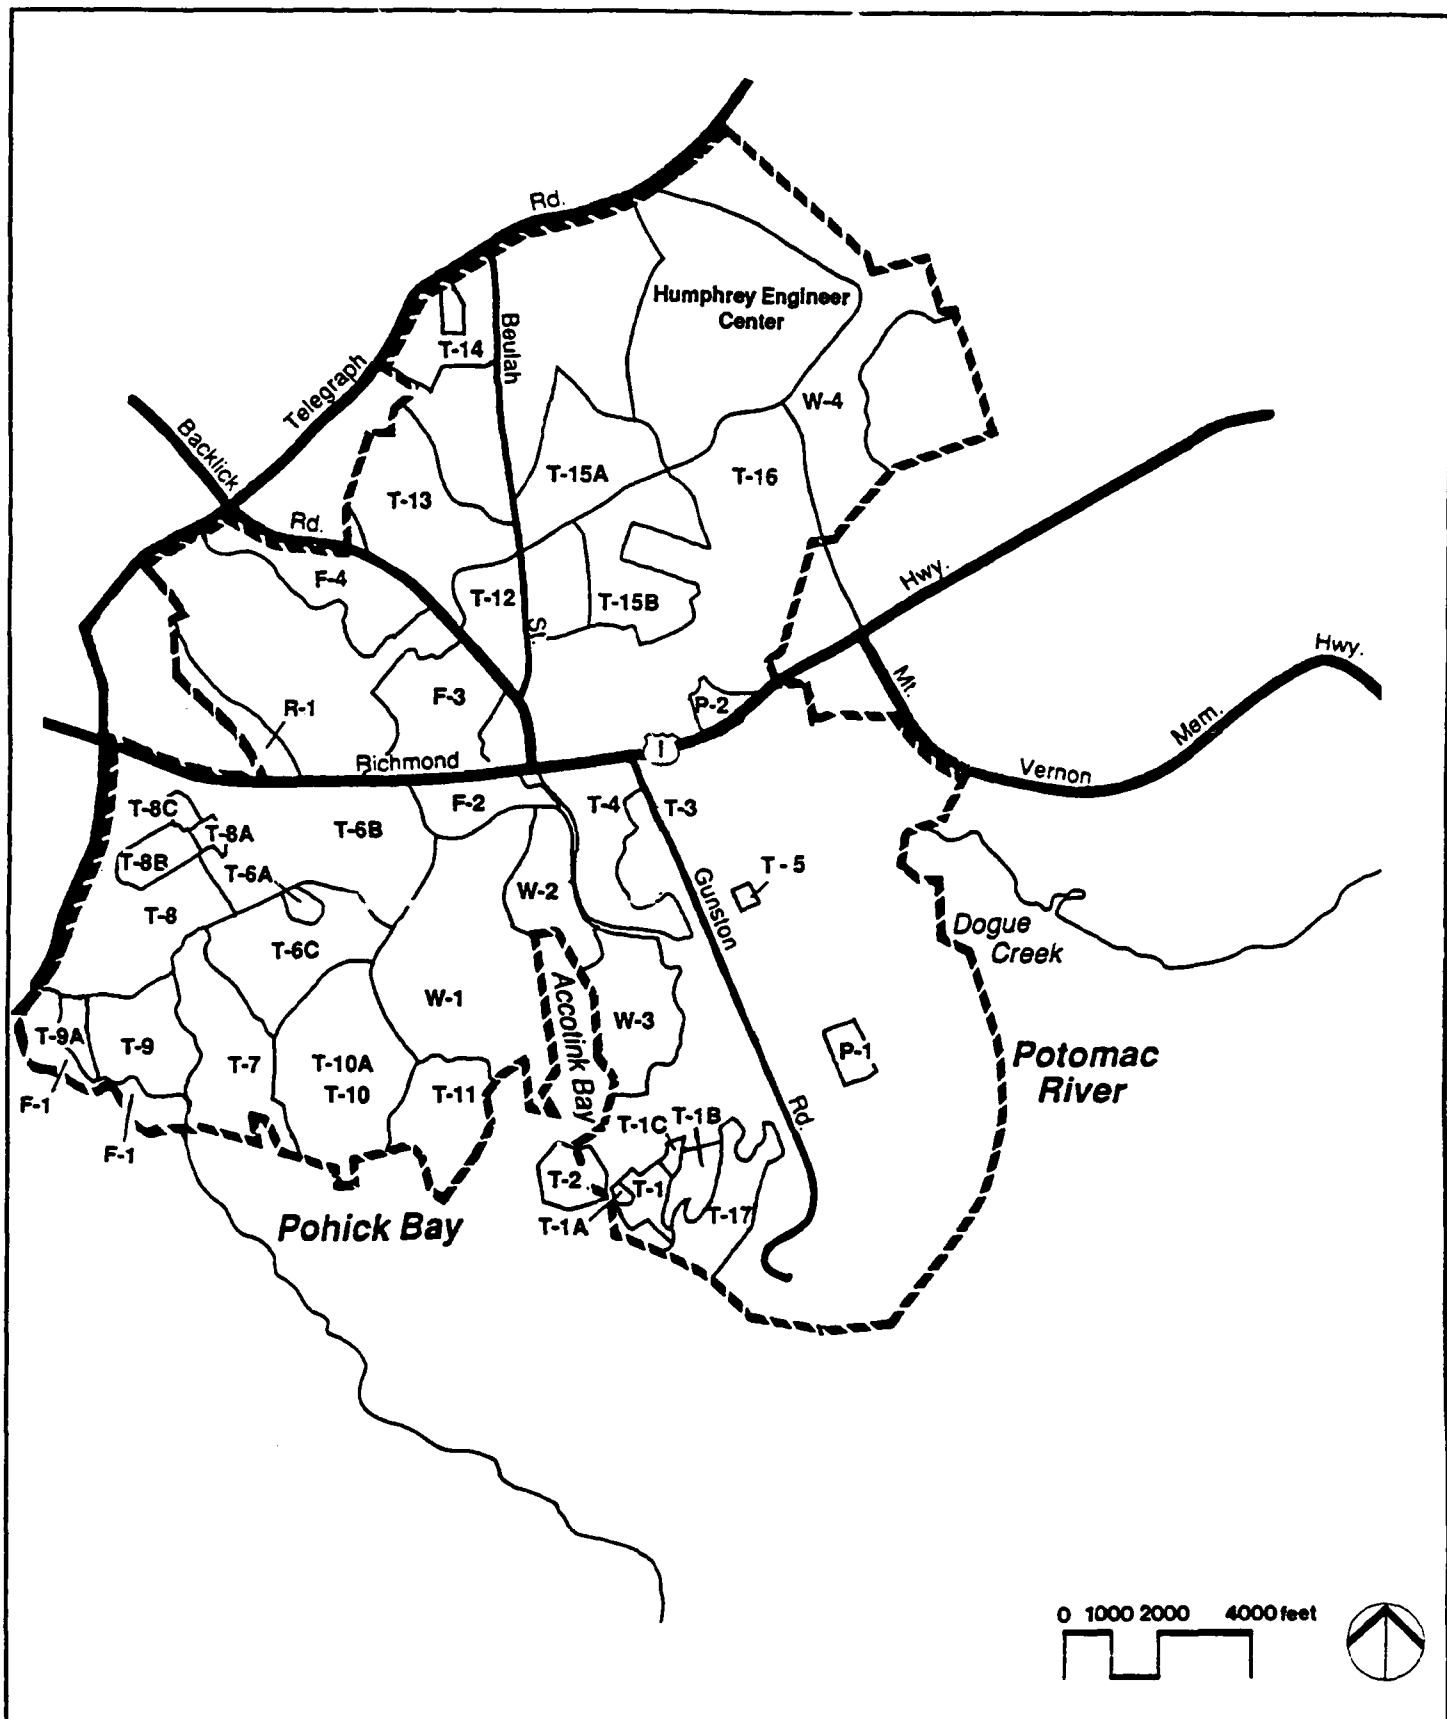 Rd.
Humphrey Engineer
Center
Beulah
T-14
Telegraph
W-4
Backlick
T-15A
T-16
T-13
Rd.
Hwy.
F-4
T-12
T-15B
St.
Hwy.
Mt.
F-3
P-2
R-1
Mem.
1
Richmond
Vernon
F-2
T-8C
T-4
T-3
T-8A
T-6B
T-8B
T-5
T-6A
W-2
Gunston
T-8
Dogue
Creek
T-6C
Accotink Bay
W-1
W-3
T-9A
T-9
T-7
T-10A
T-10
T-11
P-1
Potomac
River
F-1
Rd.
T-1C
T-1B
F-1
T-2
T-1
T-17
T-1A
Pohick Bay
0 1000 2000 4000 feet